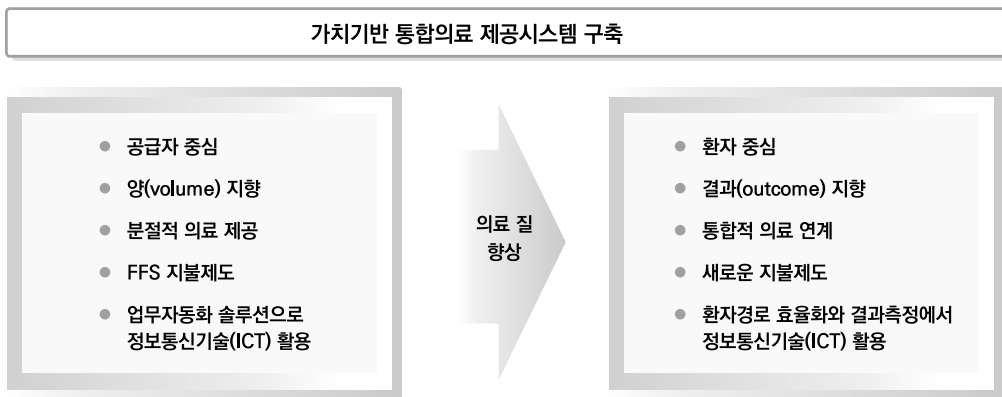 가치기반 통합의료 제공시스템 구축
공급자 중심
양(volume) 지향
분절적 의료 제공
FFS 지불제도
업무자동화 솔루션으로
정보통신기술(ICT) 활용
의료 질
향상
환자 중심
결과(outcome) 지향
통합적 의료 연계
새로운 지불제도
환자경로 효율화와 결과측정에서
정보통신기술(ICT) 활용